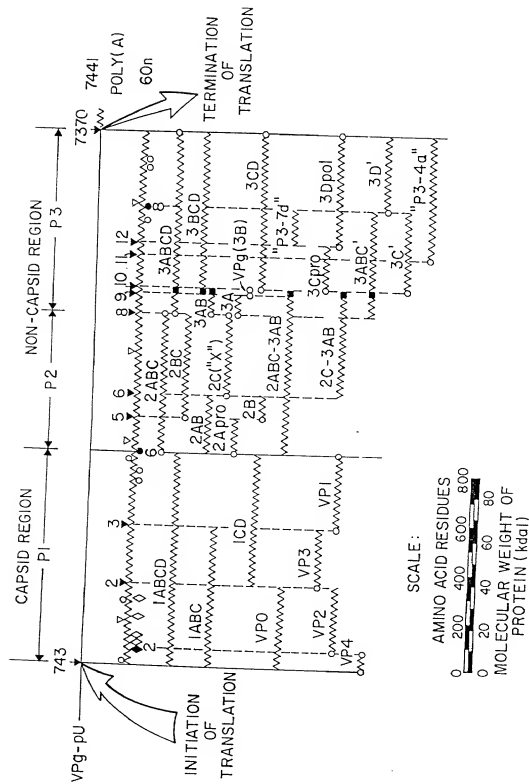 CAPSID REGION
NON-CAPSID REGION
P1
P2
P3
VPg-pU
743
7370
7441
POLY(A)
60n
2
2
3
6
5
6
8
9
10
11
12
8
INITIATION
OF
TRANSLATION
TERMINATION
OF
TRANSLATION
1ABCD
2ABC
3ABCD
2BC
3BCD
1ABC
2AB
3AB
2C("X")
3A
2Apro
VPg(3B)
1CD
2B
3CD
VP0
2ABC-3AB
"P3-7d"
VP3
3Cpro
3Dpol
VP2
VP1
2C-3AB
3ABC'
3D'
VP4
3C'
"P3-4a"
SCALE:
AMINO ACID RESIDUES
0 200 400 600 800
0 20 40 60 80
MOLECULAR WEIGHT OF
PROTEIN (kdal)